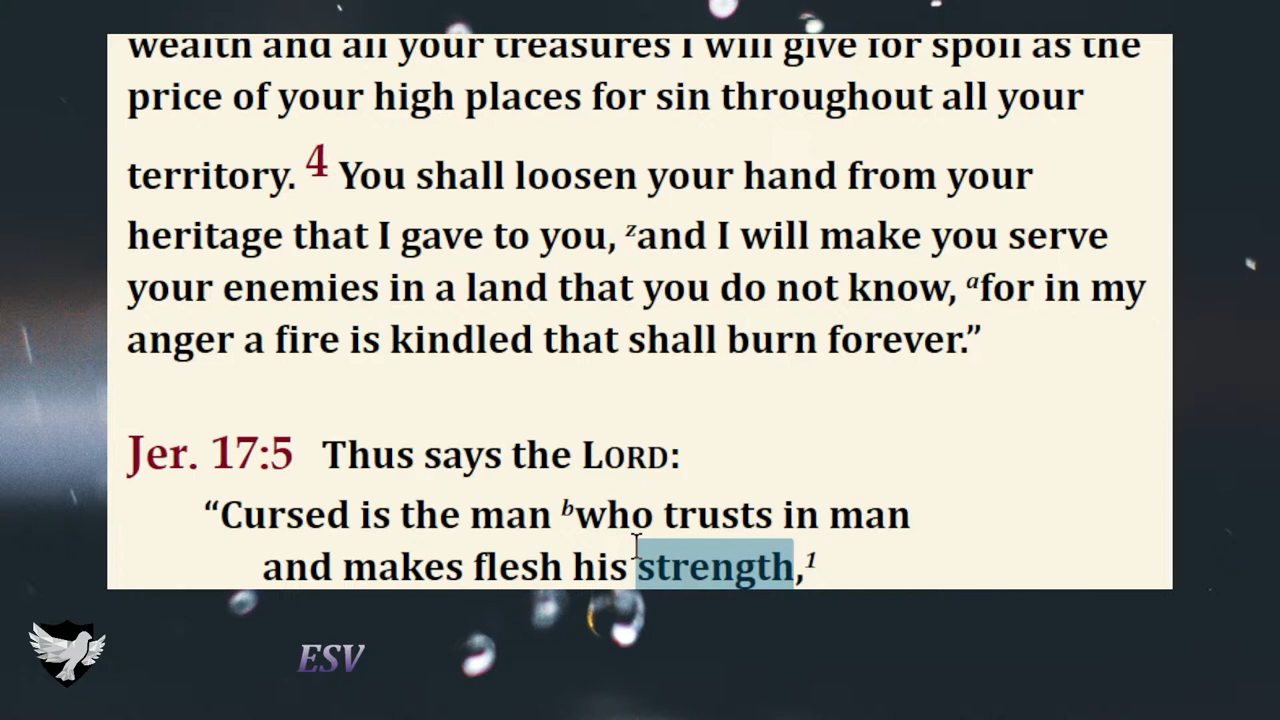 wealth and all your treasures I will give for spoil as the
price of your high places for sin throughout all your
territory. 4 You shall loosen your hand from your
heritage that I gave to you, zand I will make you serve
your enemies in a land that you do not know, afor in my
anger a fire is kindled that shall burn forever.”
Jer. 17:5 Thus says the LORD:
“Cursed is the man bwho trusts in man
and makes flesh his strength,1
ESV